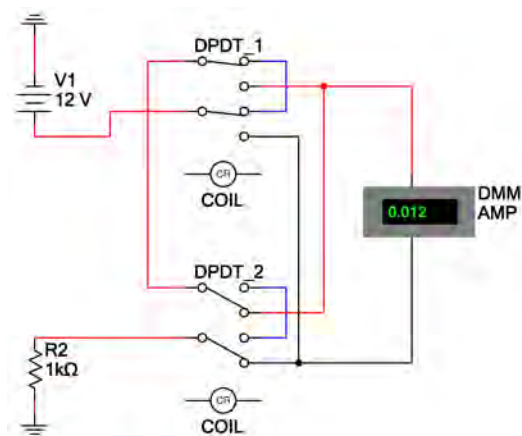 DPDT_1
V1
12 V
CR
COIL
DMM
AMP
0.012
DPDT_2
R2
1kΩ
CR
COIL